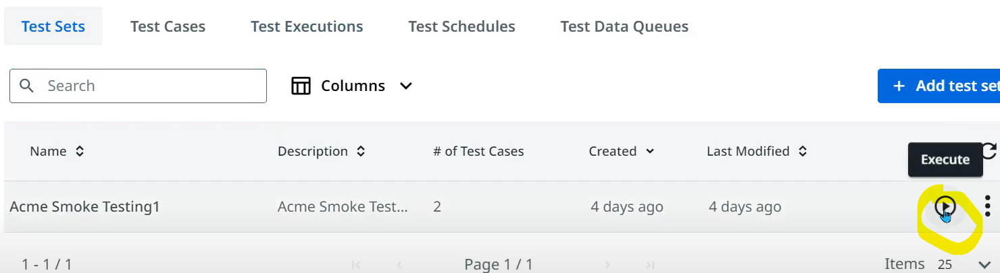 Test Sets Test Cases Test Executions Test Schedules Test Data Queues
Search Columns + Add test set
Name Description # of Test Cases Created Last Modified Execute
Acme Smoke Testing1 Acme Smoke Test... 2 4 days ago 4 days ago
1 - 1 / 1 Page 1 / 1 Items 25